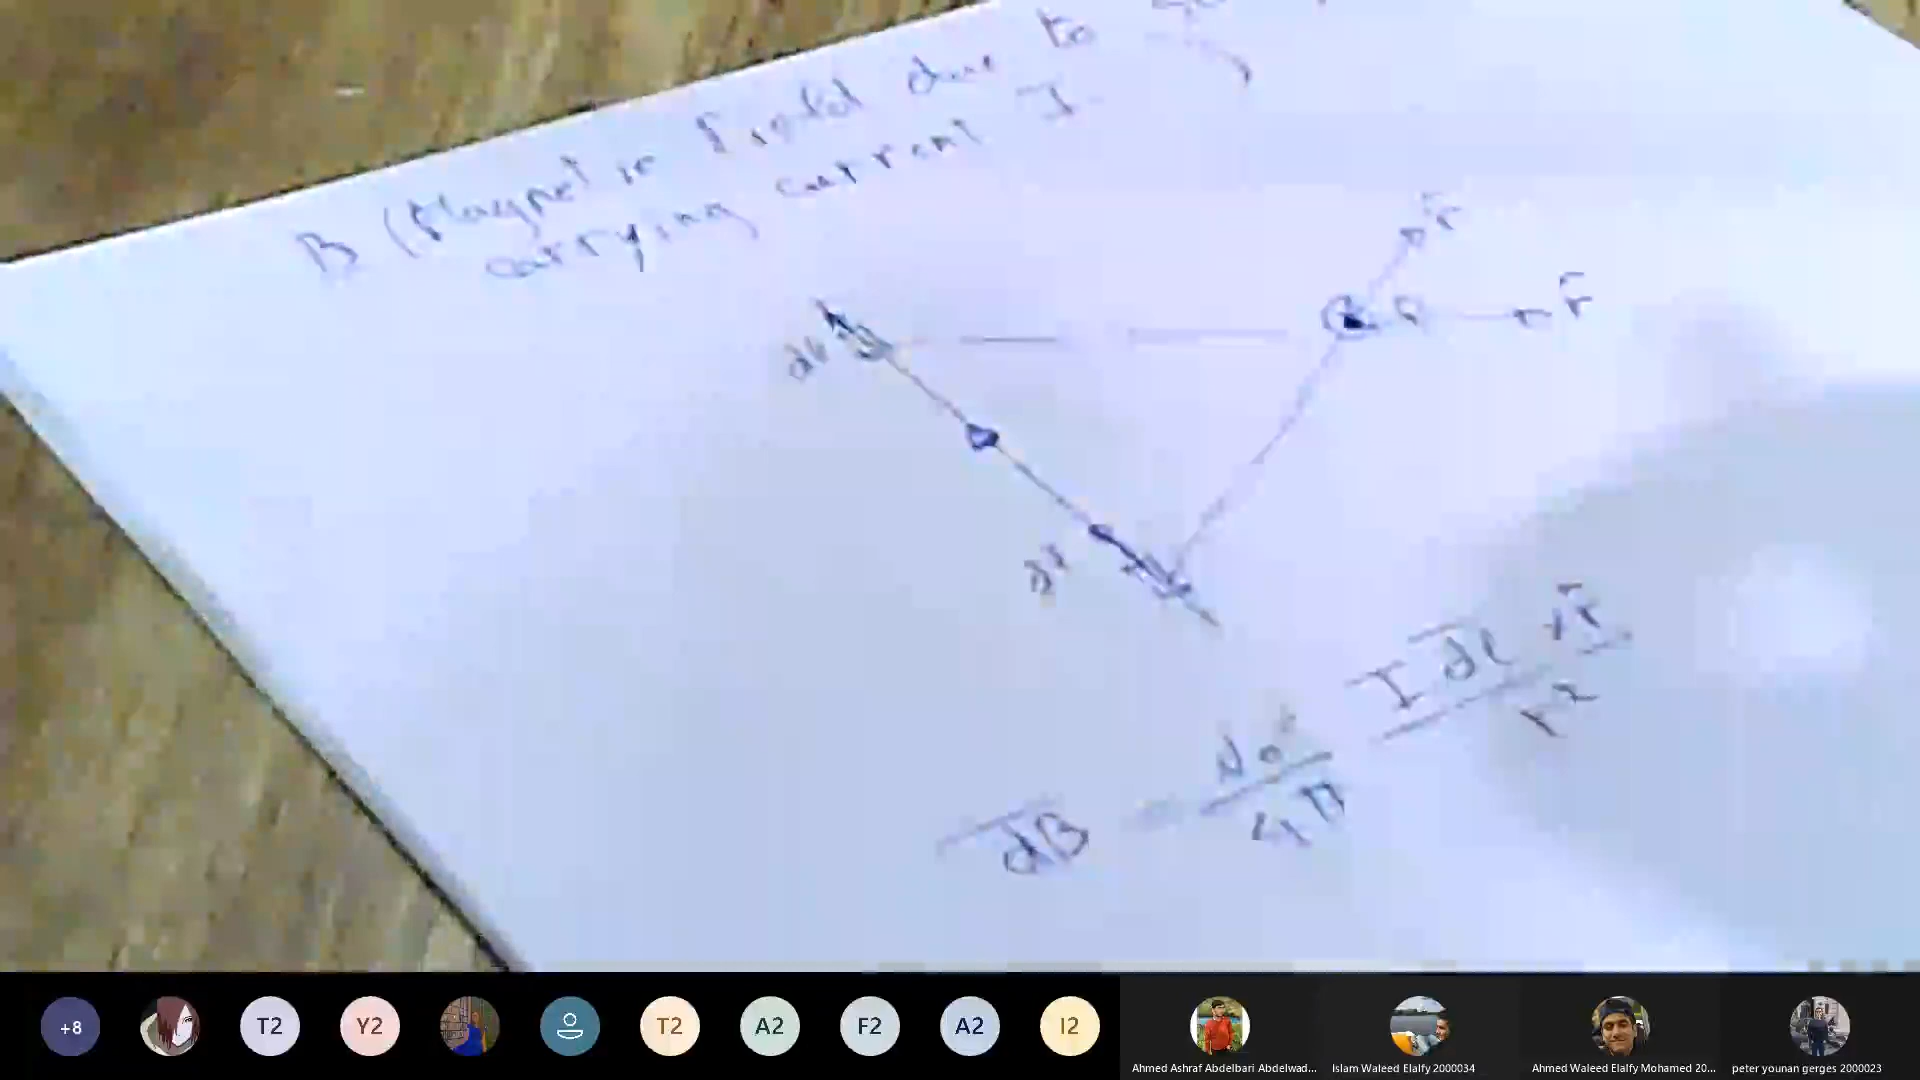 B (Magnetic field due to
carrying current I
r̂
r̂
P
dl
dl
I dl × r̂
dB = μ₀ / 4π r²
+8
T2
Y2
T2
A2
F2
A2
I2
Ahmed Ashraf Abdelbari Abdelwad...
Islam Waleed Elalfy 2000034
Ahmed Waleed Elalfy Mohamed 20...
peter younan gerges 2000023